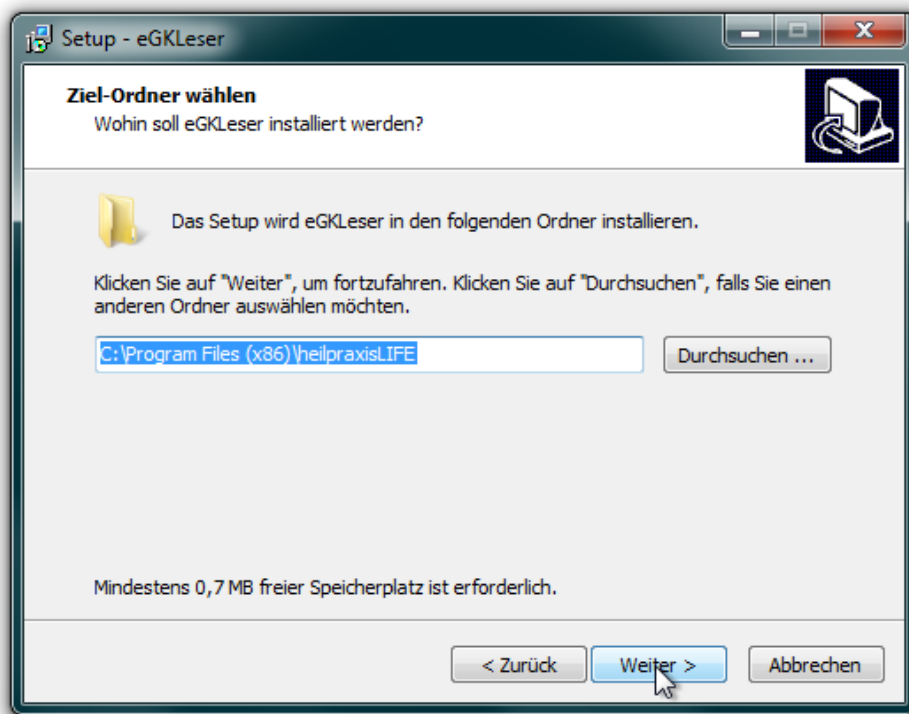 Setup - eGKLeser
Ziel-Ordner wählen
Wohin soll eGKLeser installiert werden?
Das Setup wird eGKLeser in den folgenden Ordner installieren.
Klicken Sie auf "Weiter", um fortzufahren. Klicken Sie auf "Durchsuchen", falls Sie einen
anderen Ordner auswählen möchten.
C:\Program Files (x86)\heilpraxisLIFE
Durchsuchen ...
Mindestens 0,7 MB freier Speicherplatz ist erforderlich.
< Zurück
Weiter >
Abbrechen